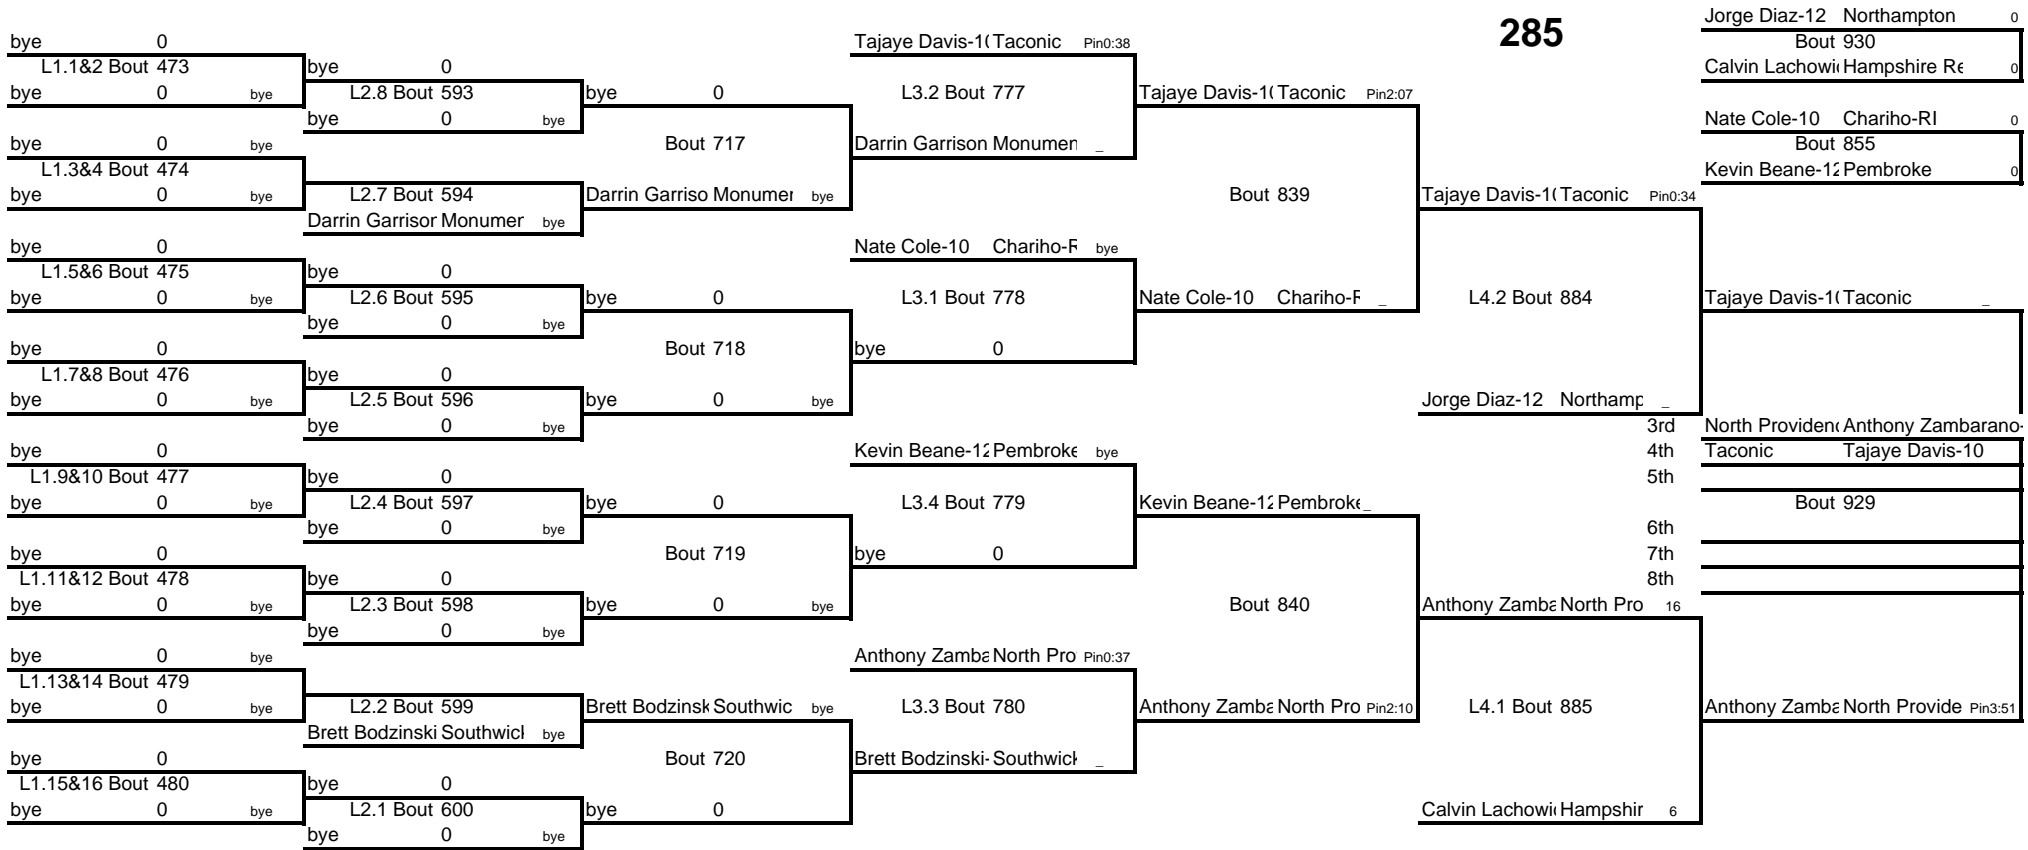 285
Jorge Diaz-12 Northampton 0
bye 0 Tajaye Davis-1( Taconic Pin0:38 Bout 930
L1.1&2 Bout 473 bye 0 Calvin Lachowi Hampshire Re 0
bye 0 bye L2.8 Bout 593 bye 0 L3.2 Bout 777 Tajaye Davis-1( Taconic Pin2:07
bye 0 bye Nate Cole-10 Chariho-RI 0
bye 0 bye Bout 717 Darrin Garrison Monumen _ Bout 855
L1.3&4 Bout 474 Kevin Beane-12 Pembroke 0
bye 0 L2.7 Bout 594 Darrin Garriso Monumer bye Bout 839 Tajaye Davis-1( Taconic Pin0:34
Darrin Garrisor Monumer bye
bye 0 Nate Cole-10 Chariho-F bye
L1.5&6 Bout 475 bye 0
bye 0 bye L2.6 Bout 595 bye 0 L3.1 Bout 778 Nate Cole-10 Chariho-F _ L4.2 Bout 884 Tajaye Davis-1( Taconic _
bye 0 bye
bye 0 Bout 718 bye 0
L1.7&8 Bout 476 bye 0
bye 0 bye L2.5 Bout 596 bye 0 bye Jorge Diaz-12 Northamp _
bye 0 3rd North Providen Anthony Zambarano-
bye 0 Kevin Beane-12 Pembroke bye 4th Taconic Tajaye Davis-10
L1.9&10 Bout 477 bye 0 5th
bye 0 bye L2.4 Bout 597 bye 0 L3.4 Bout 779 Kevin Beane-12 Pembroke _ Bout 929
bye 0 bye 6th
bye 0 Bout 719 bye 0 7th
L1.11&12 Bout 478 bye 0 8th
bye 0 bye L2.3 Bout 598 bye 0 bye Bout 840 Anthony Zamba North Pro 16
bye 0 bye
bye 0 bye Anthony Zamba North Pro Pin0:37
L1.13&14 Bout 479
bye 0 L2.2 Bout 599 Brett Bodzinsk Southwic bye L3.3 Bout 780 Anthony Zamba North Pro Pin2:10 L4.1 Bout 885 Anthony Zamba North Provide Pin3:51
Brett Bodzinski Southwicl bye
bye 0 Bout 720 Brett Bodzinski- Southwick _
L1.15&16 Bout 480 bye 0
bye 0 bye L2.1 Bout 600 bye 0 Calvin Lachowi Hampshir 6
bye 0 bye